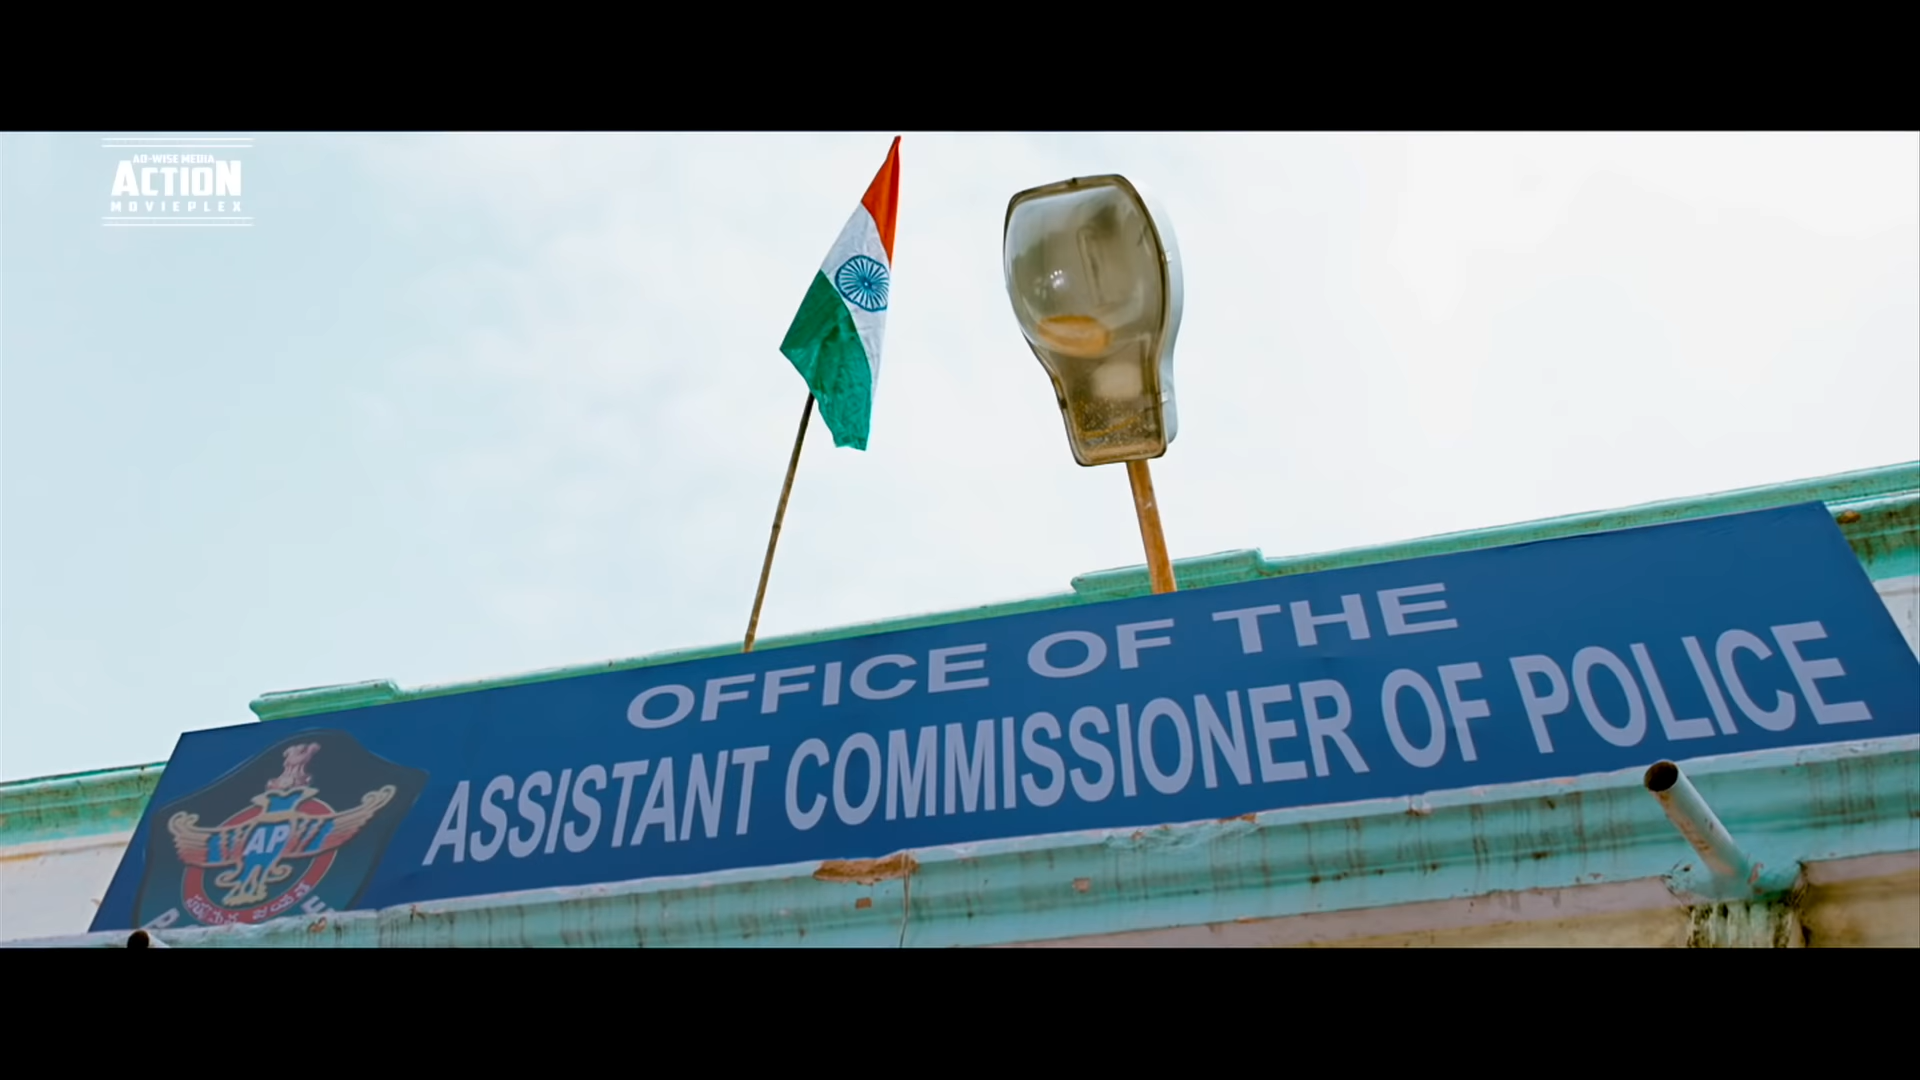 AD-WISE MEDIA
ACTION
MOVIEPLEX
OFFICE OF THE
ASSISTANT COMMISSIONER OF POLICE
AP